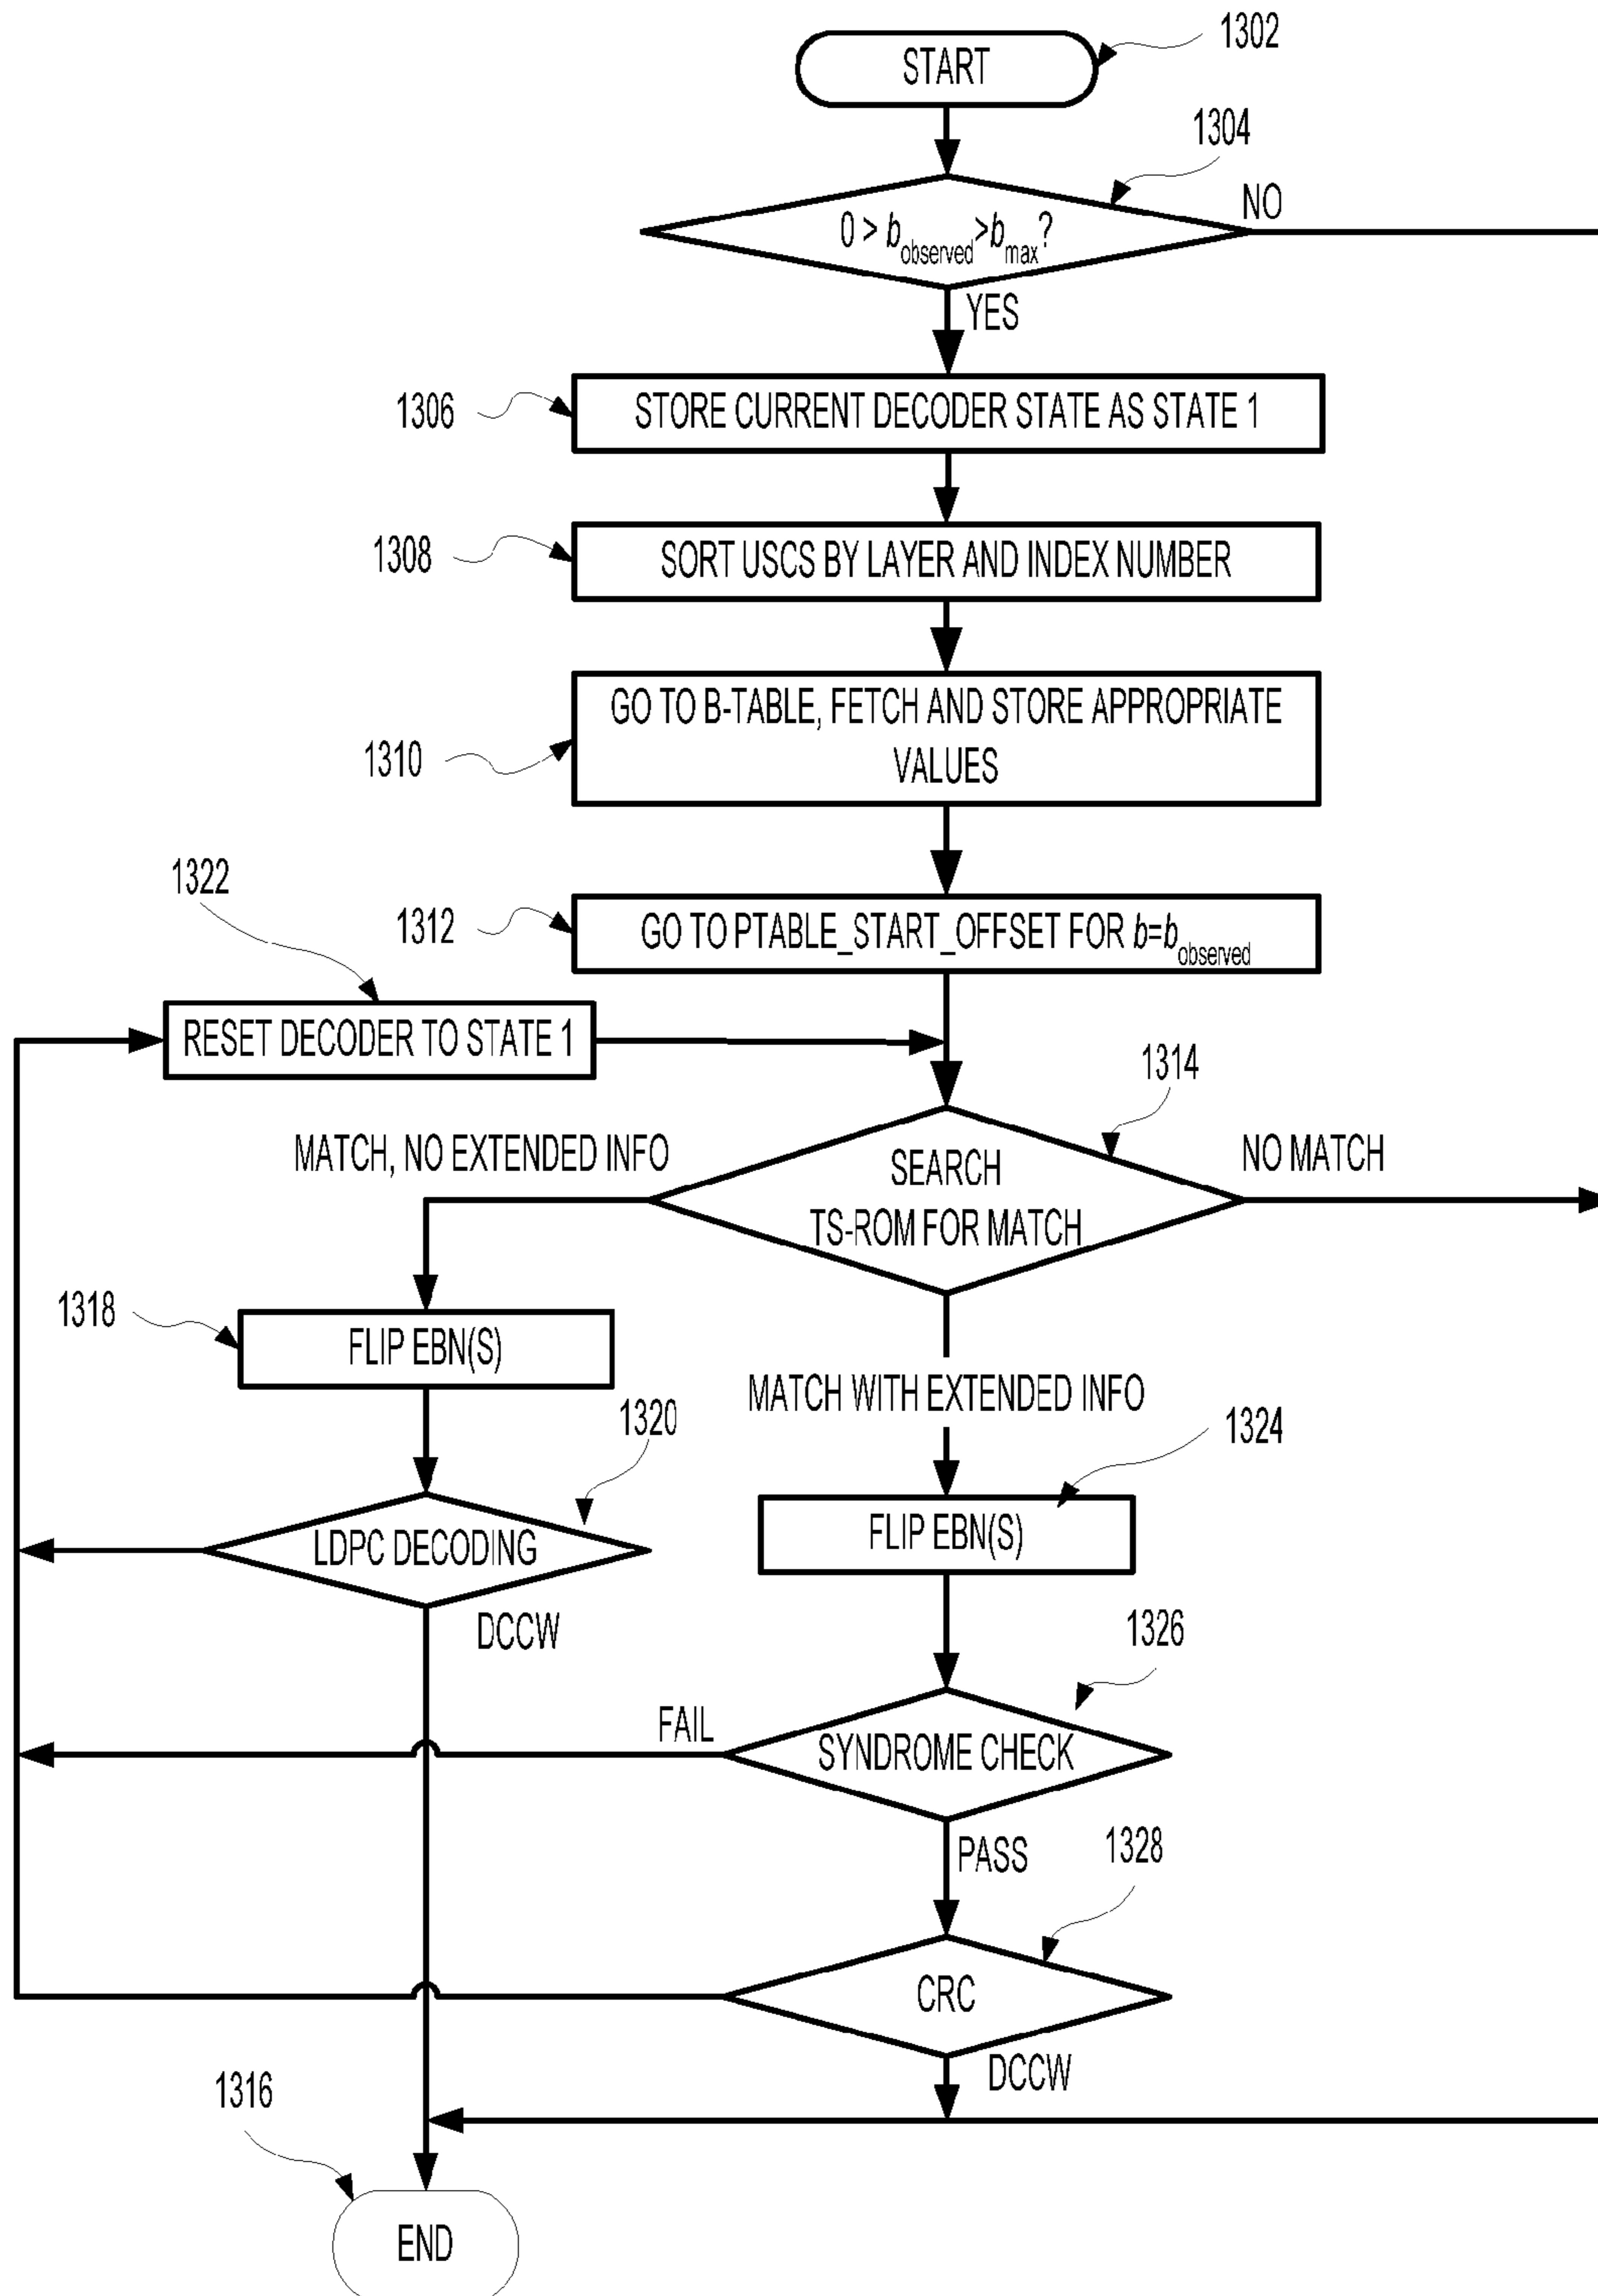 1302
START
1304
NO
0 > b_observed >b_max ?
YES
1306
STORE CURRENT DECODER STATE AS STATE 1
1308
SORT USCS BY LAYER AND INDEX NUMBER
1310
GO TO B-TABLE, FETCH AND STORE APPROPRIATE
VALUES
1322
1312
GO TO PTABLE_START_OFFSET FOR b=b_observed
RESET DECODER TO STATE 1
1314
MATCH, NO EXTENDED INFO
SEARCH
TS-ROM FOR MATCH
NO MATCH
1318
FLIP EBN(S)
MATCH WITH EXTENDED INFO
1320
1324
LDPC DECODING
FLIP EBN(S)
DCCW
1326
FAIL
SYNDROME CHECK
PASS
1328
CRC
DCCW
1316
END